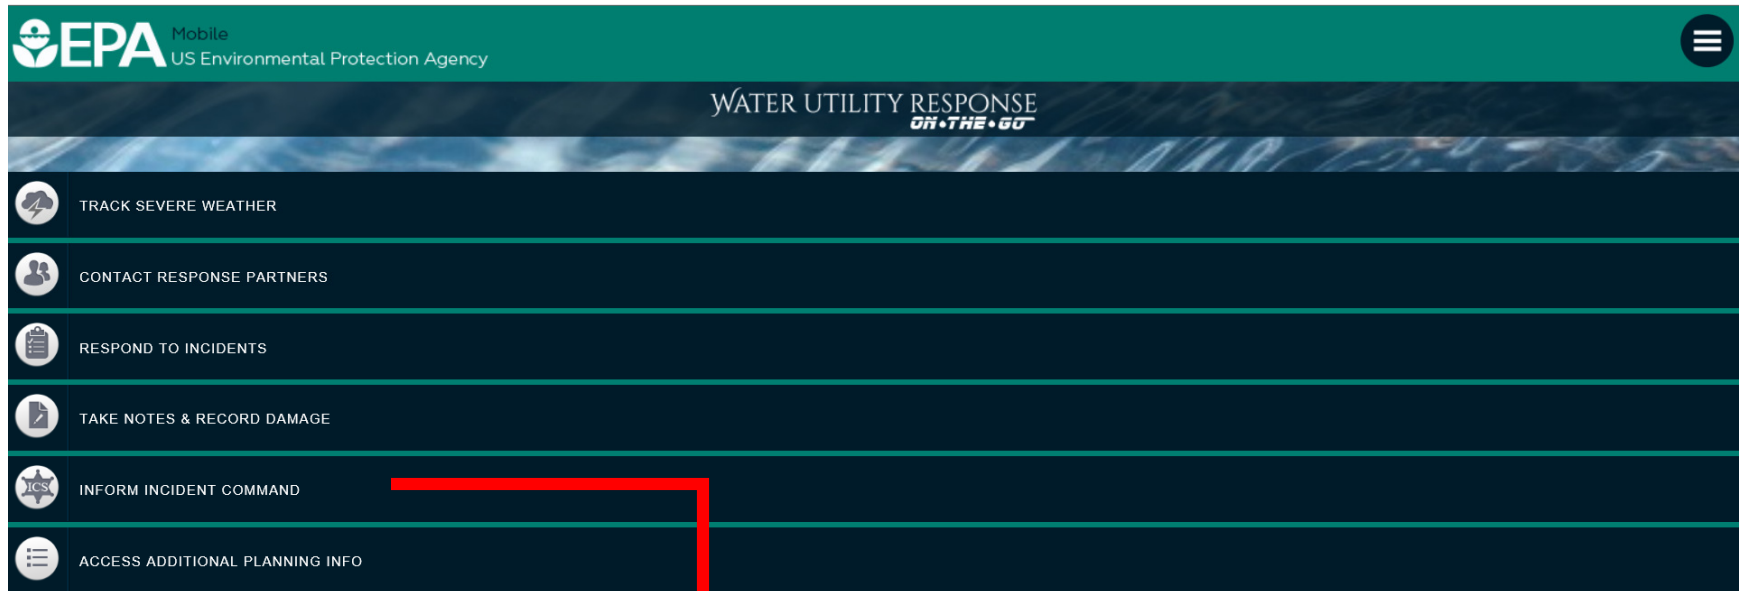 EPA Mobile
US Environmental Protection Agency
WATER UTILITY RESPONSE
ON•THE•GO
TRACK SEVERE WEATHER
CONTACT RESPONSE PARTNERS
RESPOND TO INCIDENTS
TAKE NOTES & RECORD DAMAGE
ICS
INFORM INCIDENT COMMAND
ACCESS ADDITIONAL PLANNING INFO